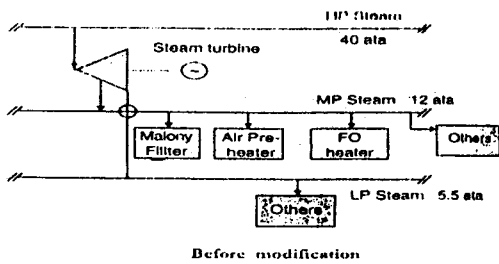 HP Steam
40 ata
Steam turbine
~
MP Steam 12 ata
Malony
Filter
Air Pre-
heater
FO
heater
Others
LP Steam 5.5 ata
Others
Before modification